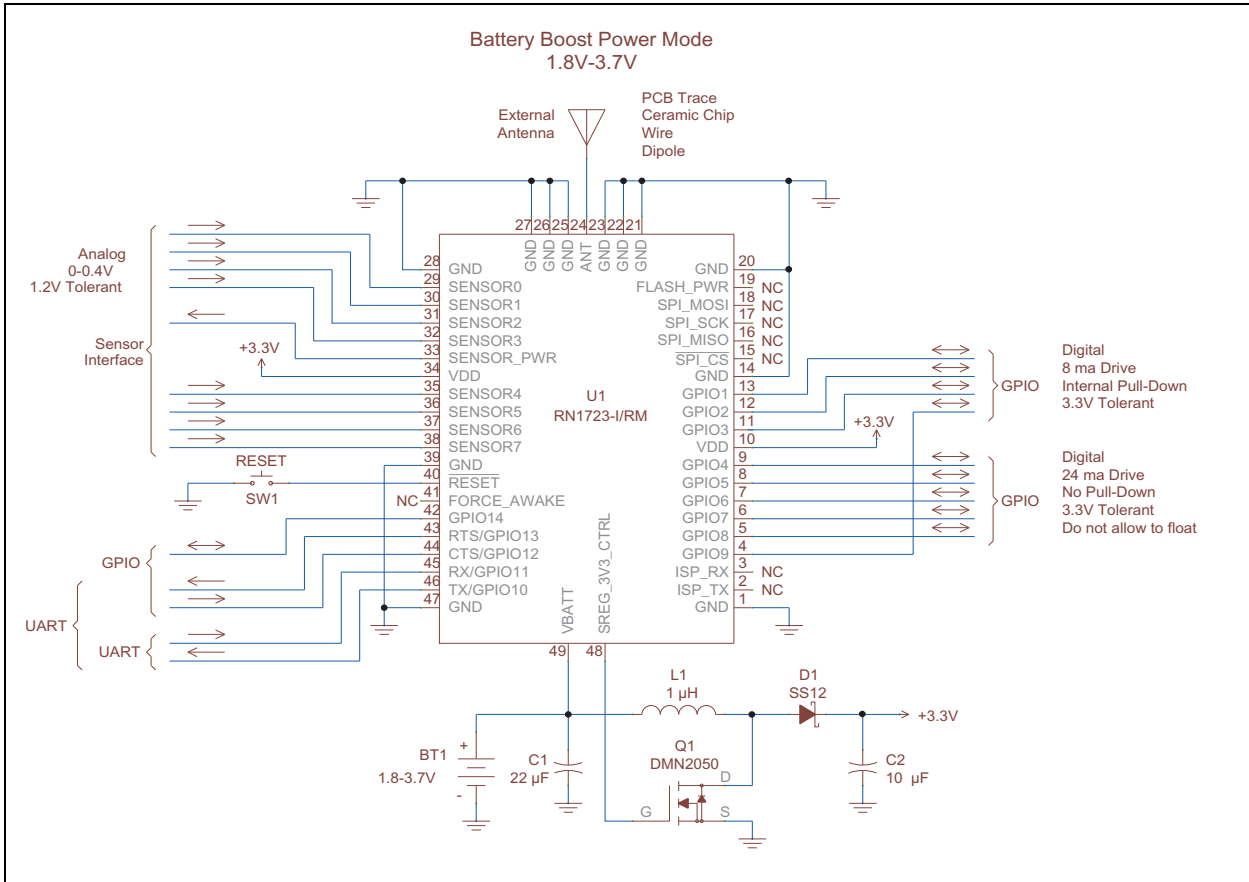 Battery Boost Power Mode
1.8V-3.7V
External
Antenna
PCB Trace
Ceramic Chip
Wire
Dipole
27 26 25 24 23 22 21
GND GND GND ANT GND GND GND
Analog
0-0.4V
1.2V Tolerant
Sensor
Interface
+3.3V
28 GND
29 SENSOR0
30 SENSOR1
31 SENSOR2
32 SENSOR3
33 SENSOR_PWR
34 VDD
35 SENSOR4
36 SENSOR5
37 SENSOR6
38 SENSOR7
39 GND
40 RESET
41 FORCE_AWAKE
42 GPIO14
43 RTS/GPIO13
44 CTS/GPIO12
45 RX/GPIO11
46 TX/GPIO10
47 GND
RESET
SW1
NC
GPIO
UART
UART
U1
RN1723-I/RM
GND 20
FLASH_PWR 19 NC
SPI_MOSI 18 NC
SPI_SCK 17 NC
SPI_MISO 16 NC
SPI_CS 15 NC
GND 14
GPIO1 13
GPIO2 12
GPIO3 11
VDD 10
GPIO4 9
GPIO5 8
GPIO6 7
GPIO7 6
GPIO8 5
GPIO9 4
ISP_RX 3 NC
ISP_TX 2 NC
GND 1
+3.3V
GPIO
Digital
8 ma Drive
Internal Pull-Down
3.3V Tolerant
GPIO
Digital
24 ma Drive
No Pull-Down
3.3V Tolerant
Do not allow to float
VBATT
SREG_3V3_CTRL
49 48
L1
1 µH
D1
SS12
+3.3V
BT1
1.8-3.7V
+
-
C1
22 µF
Q1
DMN2050
D
G
S
C2
10 µF